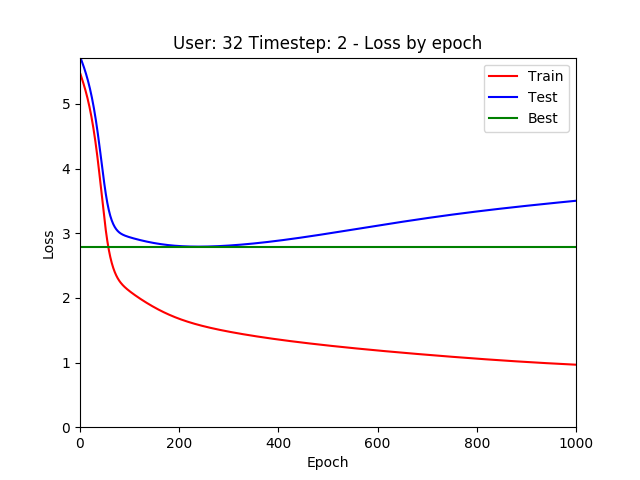 User: 32 Timestep: 2 - Loss by epoch
Train
Test
Best
5
4
3
2
1
0
Loss
0 200 400 600 800 1000
Epoch